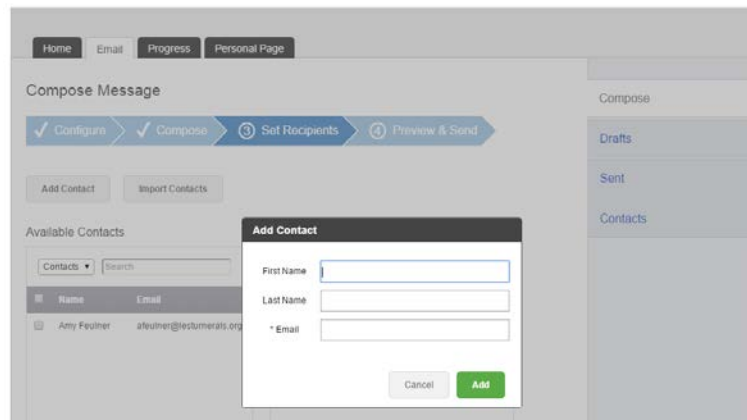 Home Email Progress Personal Page
Compose Message
Configure Compose 3 Set Recipients 4 Preview & Send
Add Contact Import Contacts
Available Contacts
Contacts Search
Name Email
Amy Feulner afeulner@lesturnerals.org
Add Contact
First Name
Last Name
* Email
Cancel Add
Compose
Drafts
Sent
Contacts